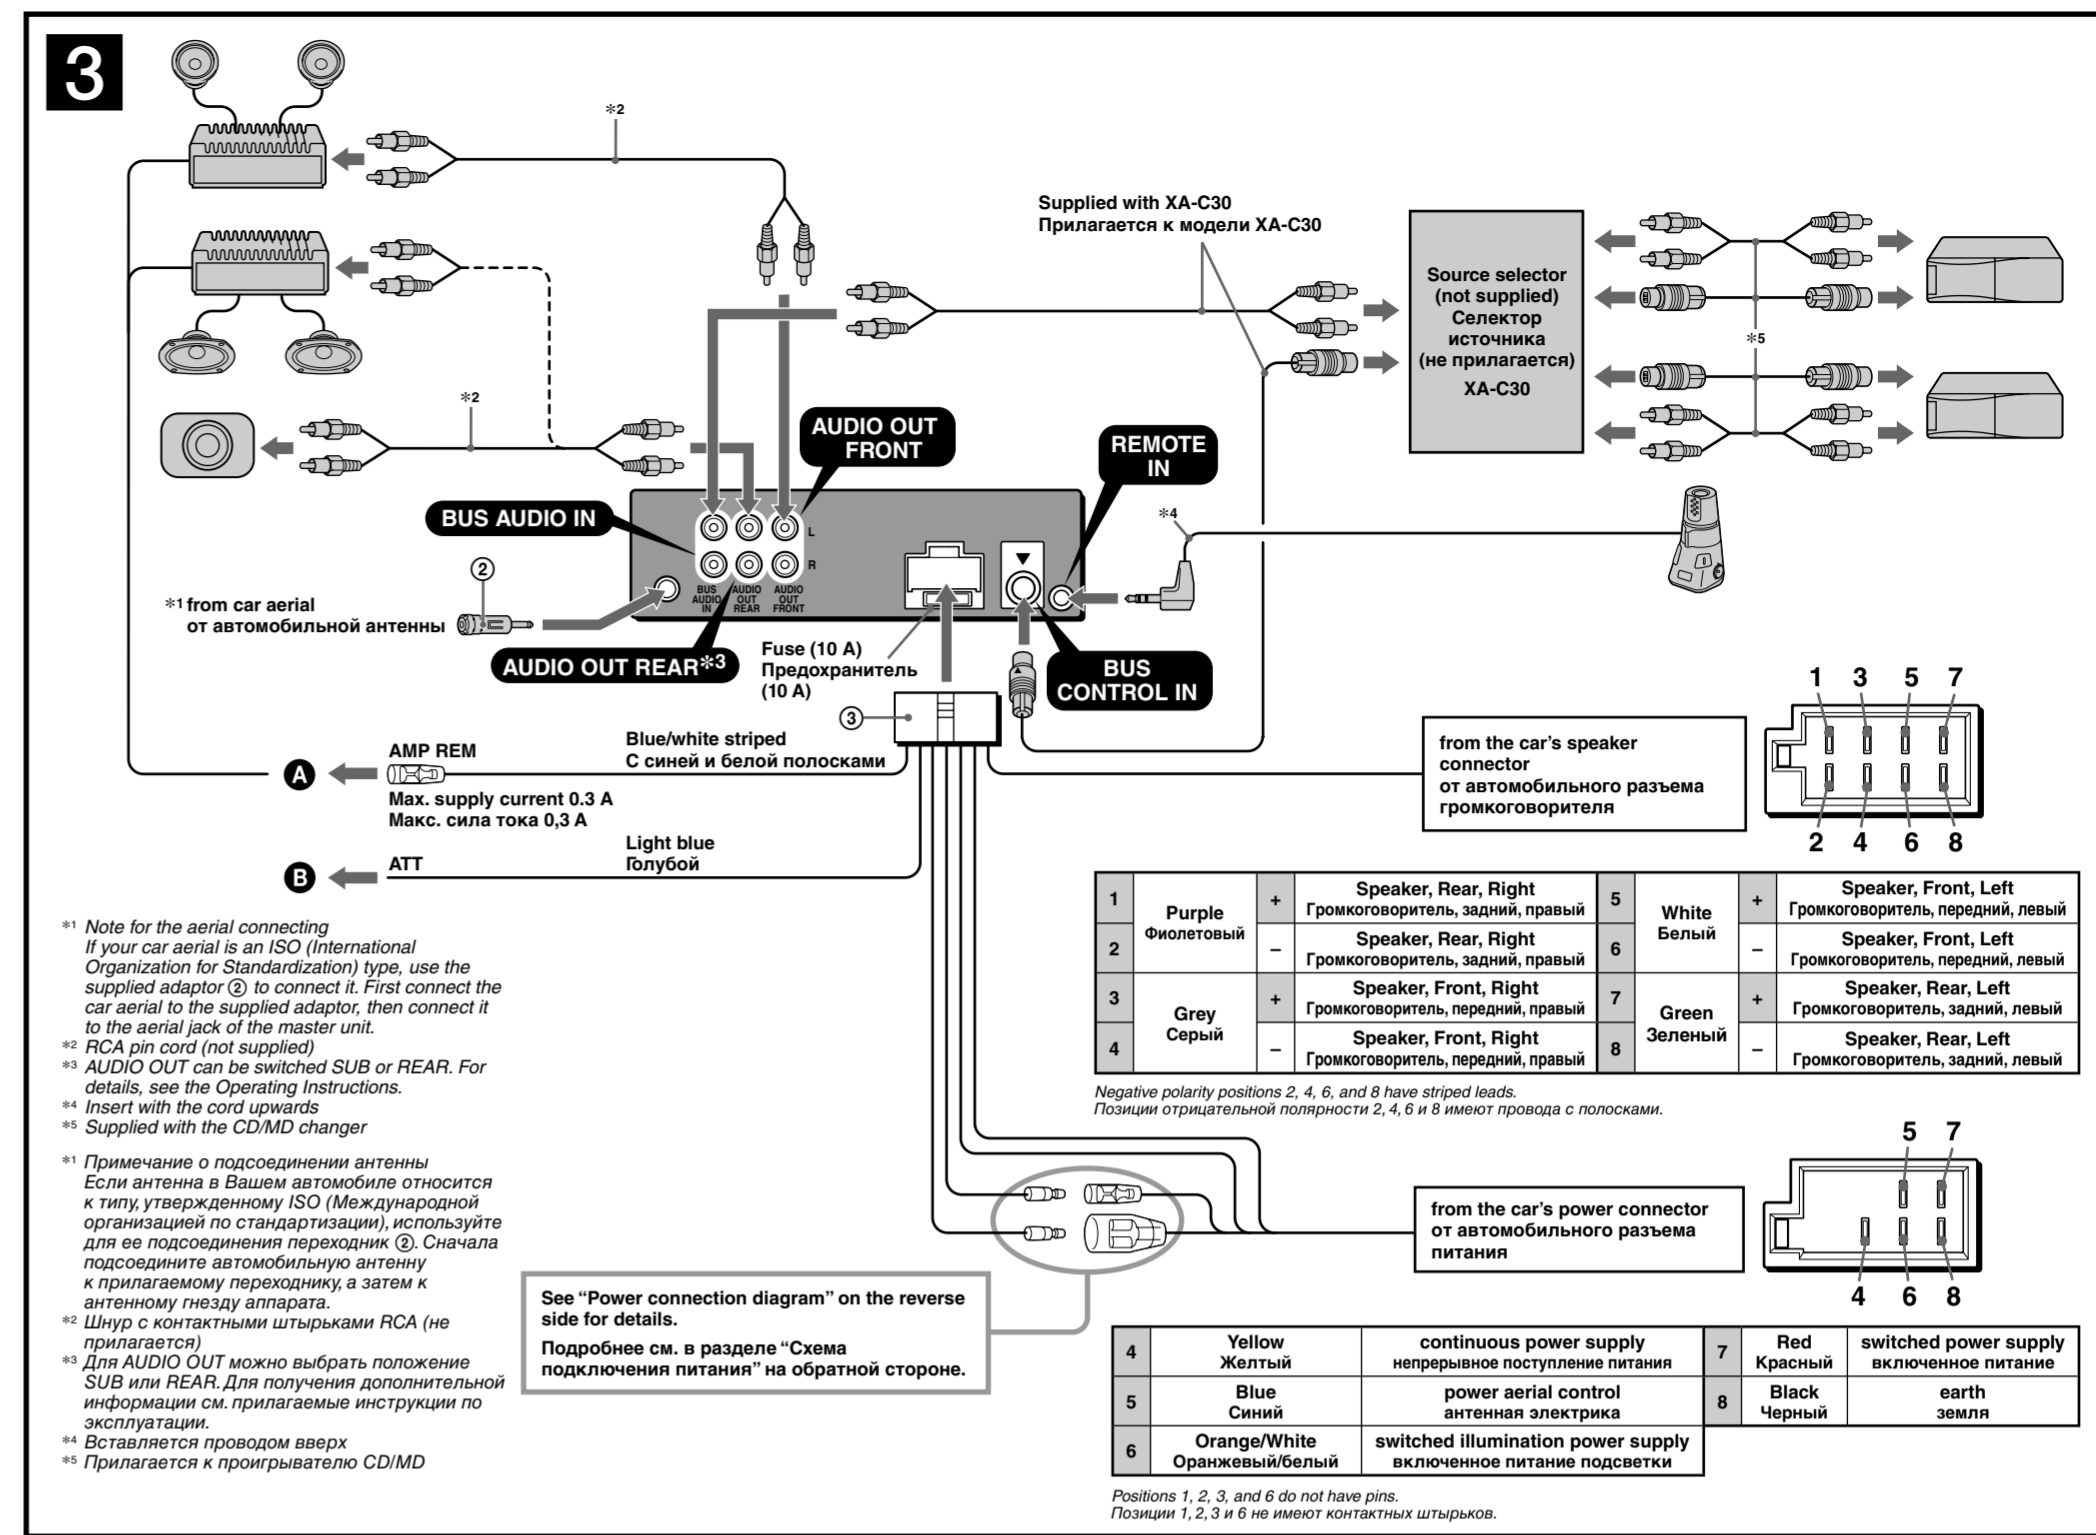 3
*2
Supplied with XA-C30
Прилагается к модели XA-C30
Source selector
(not supplied)
Селектор
источника
(не прилагается)
XA-C30
*5
*2
AUDIO OUT
FRONT
REMOTE
IN
BUS AUDIO IN
*4
L
R
BUS
AUDIO
IN
AUDIO
OUT
REAR
AUDIO
OUT
FRONT
2
*1 from car aerial
от автомобильной антенны
AUDIO OUT REAR*3
Fuse (10 A)
Предохранитель
(10 A)
BUS
CONTROL IN
3
1 3 5 7
from the car's speaker
connector
от автомобильного разъема
громкоговорителя
2 4 6 8
A
AMP REM
Blue/white striped
С синей и белой полосками
Max. supply current 0.3 A
Макс. сила тока 0,3 A
B
ATT
Light blue
Голубой
1
Purple
Фиолетовый
+
Speaker, Rear, Right
Громкоговоритель, задний, правый
5
White
Белый
+
Speaker, Front, Left
Громкоговоритель, передний, левый
2
–
Speaker, Rear, Right
Громкоговоритель, задний, правый
6
–
Speaker, Front, Left
Громкоговоритель, передний, левый
3
Grey
Серый
+
Speaker, Front, Right
Громкоговоритель, передний, правый
7
Green
Зеленый
+
Speaker, Rear, Left
Громкоговоритель, задний, левый
4
–
Speaker, Front, Right
Громкоговоритель, передний, правый
8
–
Speaker, Rear, Left
Громкоговоритель, задний, левый
Negative polarity positions 2, 4, 6, and 8 have striped leads.
Позиции отрицательной полярности 2, 4, 6 и 8 имеют провода с полосками.
*1 Note for the aerial connecting
If your car aerial is an ISO (International
Organization for Standardization) type, use the
supplied adaptor ② to connect it. First connect the
car aerial to the supplied adaptor, then connect it
to the aerial jack of the master unit.
*2 RCA pin cord (not supplied)
*3 AUDIO OUT can be switched SUB or REAR. For
details, see the Operating Instructions.
*4 Insert with the cord upwards
*5 Supplied with the CD/MD changer
*1 Примечание о подсоединении антенны
Если антенна в Вашем автомобиле относится
к типу, утвержденному ISO (Международной
организацией по стандартизации), используйте
для ее подсоединения переходник ②. Сначала
подсоедините автомобильную антенну
к прилагаемому переходнику, а затем к
антенному гнезду аппарата.
*2 Шнур с контактными штырьками RCA (не
прилагается)
*3 Для AUDIO OUT можно выбрать положение
SUB или REAR. Для получения дополнительной
информации см. прилагаемые инструкции по
эксплуатации.
*4 Вставляется проводом вверх
*5 Прилагается к проигрывателю CD/MD
See “Power connection diagram” on the reverse
side for details.
Подробнее см. в разделе “Схема
подключения питания” на обратной стороне.
from the car's power connector
от автомобильного разъема
питания
5 7
4 6 8
4
Yellow
Желтый
continuous power supply
непрерывное поступление питания
7
Red
Красный
switched power supply
включенное питание
5
Blue
Синий
power aerial control
антенная электрика
8
Black
Черный
earth
земля
6
Orange/White
Оранжевый/белый
switched illumination power supply
включенное питание подсветки
Positions 1, 2, 3, and 6 do not have pins.
Позиции 1, 2, 3 и 6 не имеют контактных штырьков.